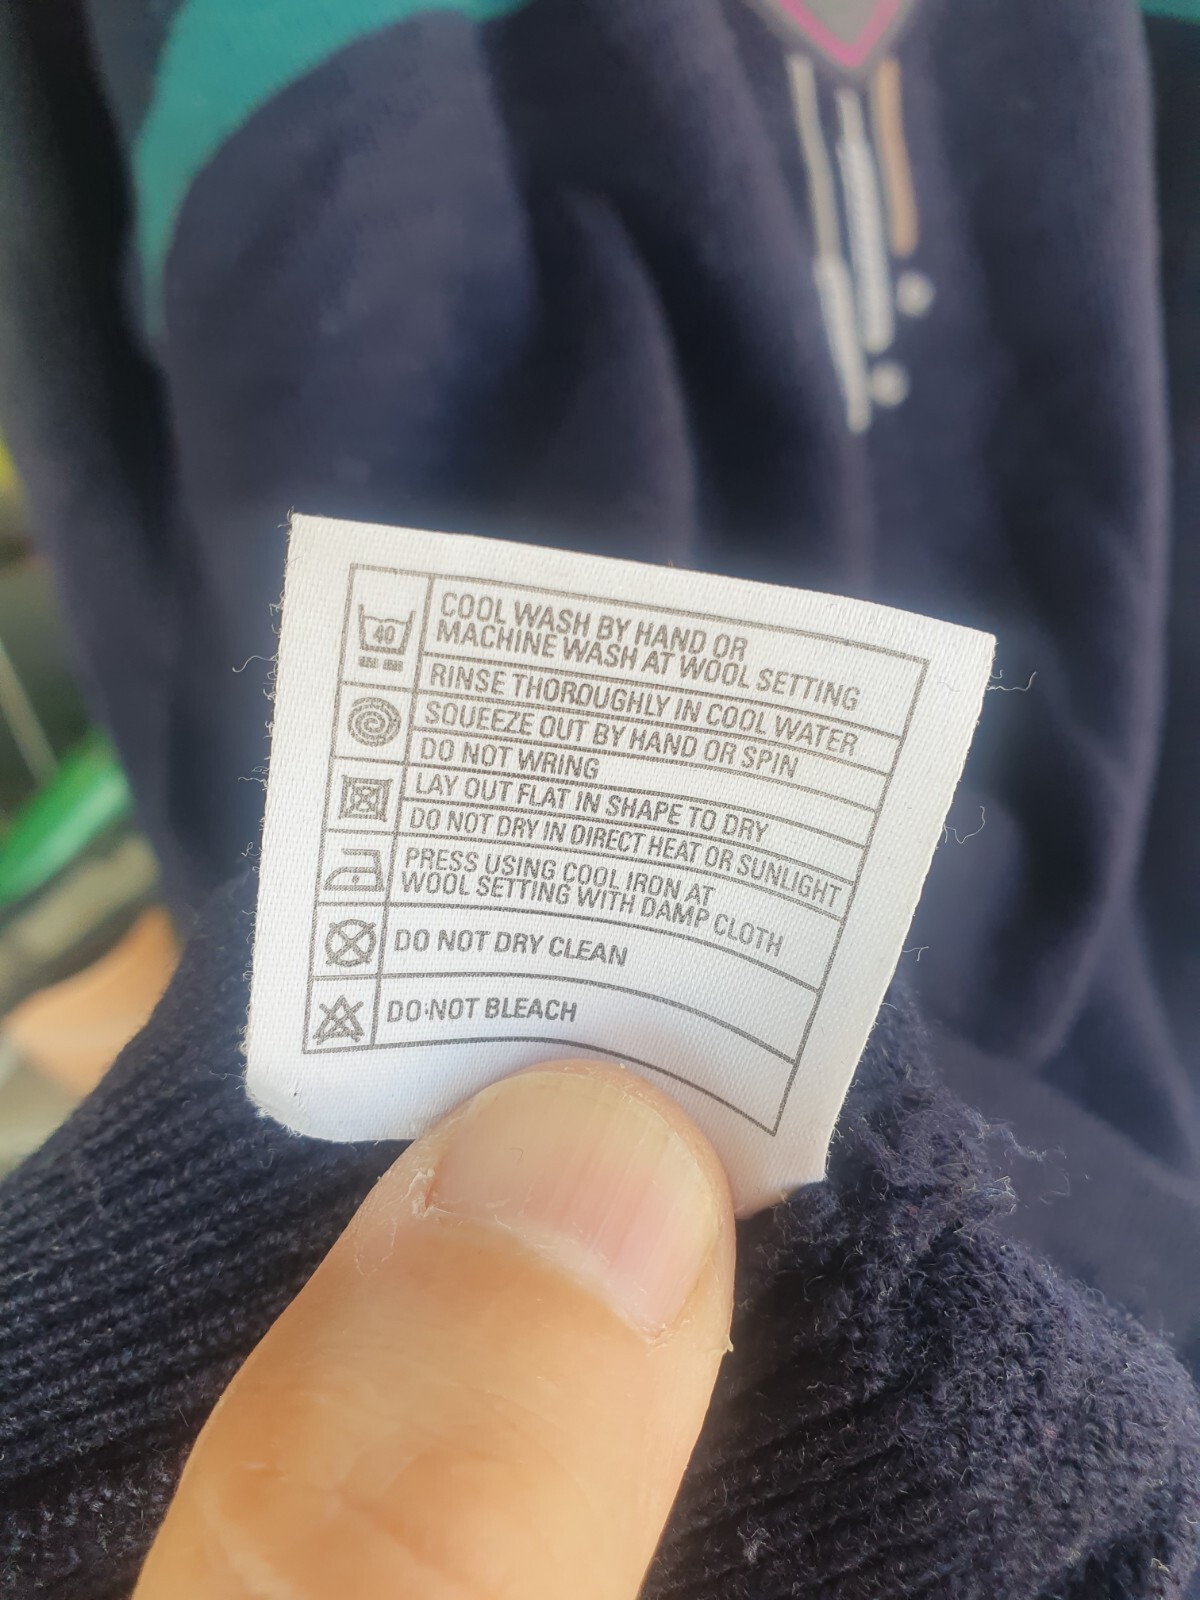 40
COOL WASH BY HAND OR
MACHINE WASH AT WOOL SETTING
RINSE THOROUGHLY IN COOL WATER
SQUEEZE OUT BY HAND OR SPIN
DO NOT WRING
LAY OUT FLAT IN SHAPE TO DRY
DO NOT DRY IN DIRECT HEAT OR SUNLIGHT
PRESS USING COOL IRON AT
WOOL SETTING WITH DAMP CLOTH
DO NOT DRY CLEAN
DO NOT BLEACH